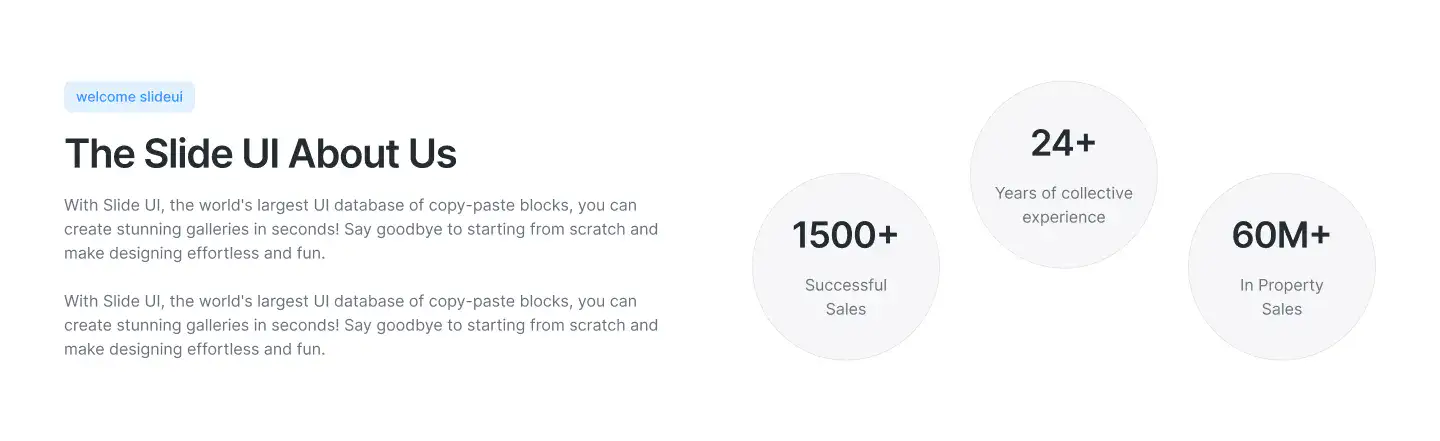 welcome slideui
The Slide UI About Us
With Slide UI, the world's largest UI database of copy-paste blocks, you can
create stunning galleries in seconds! Say goodbye to starting from scratch and
make designing effortless and fun.
With Slide UI, the world's largest UI database of copy-paste blocks, you can
create stunning galleries in seconds! Say goodbye to starting from scratch and
make designing effortless and fun.
1500+
Successful
Sales
24+
Years of collective
experience
60M+
In Property
Sales